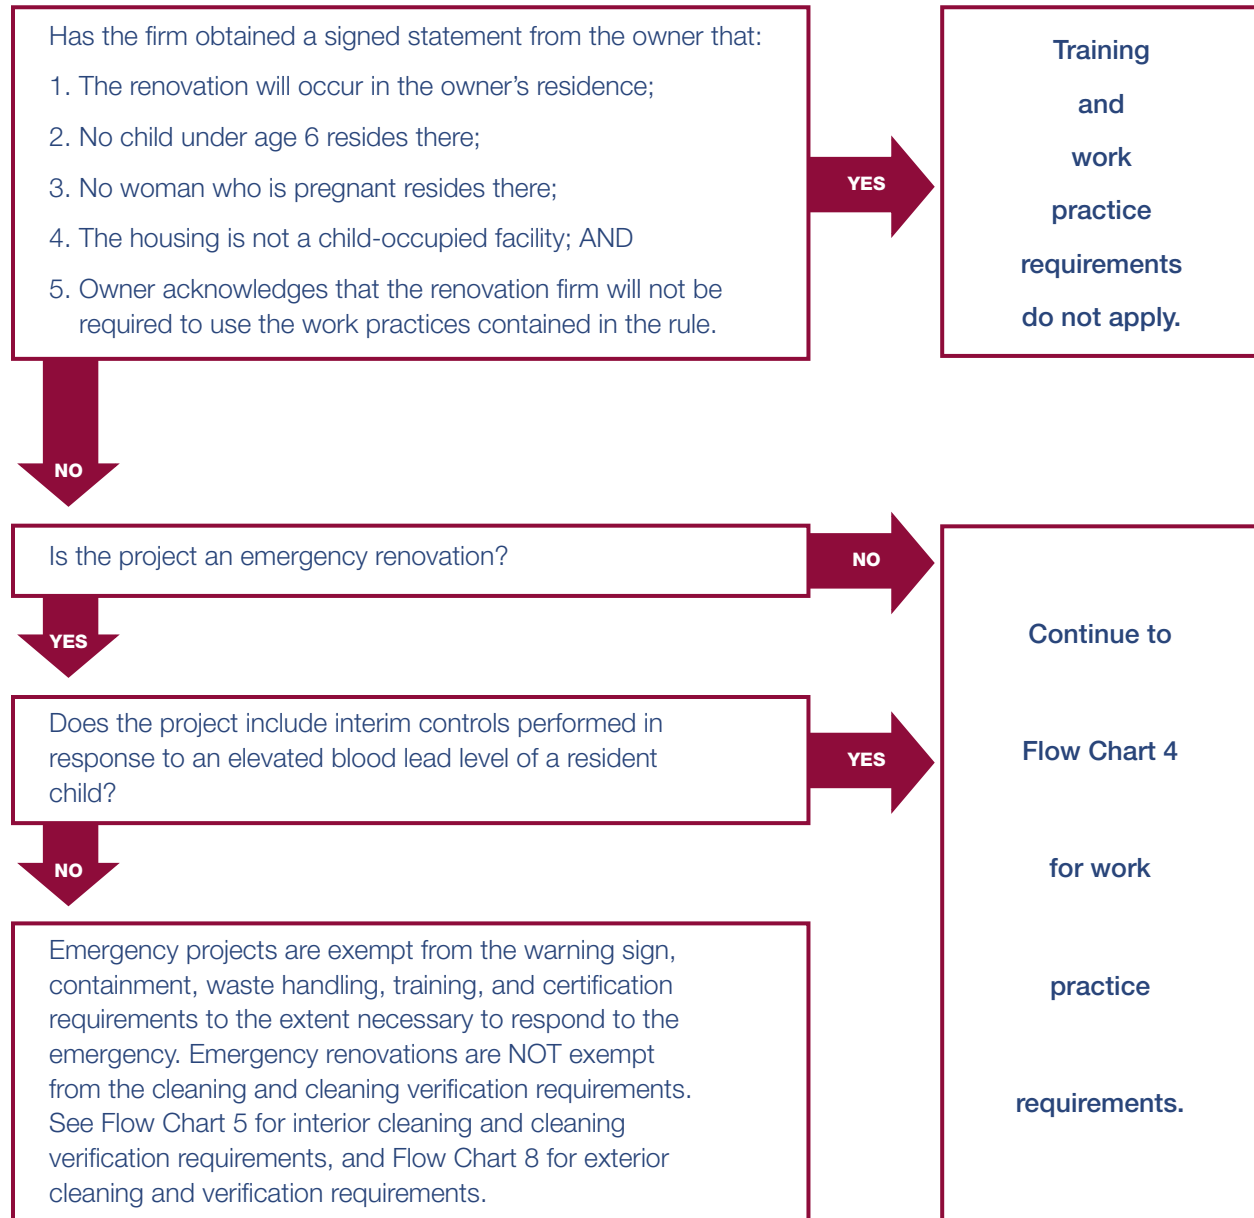 Has the firm obtained a signed statement from the owner that:
1. The renovation will occur in the owner’s residence;
2. No child under age 6 resides there;
3. No woman who is pregnant resides there;
4. The housing is not a child-occupied facility; AND
5. Owner acknowledges that the renovation firm will not be
required to use the work practices contained in the rule.
YES
Training
and
work
practice
requirements
do not apply.
NO
Is the project an emergency renovation?
NO
YES
Does the project include interim controls performed in
response to an elevated blood lead level of a resident
child?
YES
NO
Continue to
Flow Chart 4
for work
practice
requirements.
Emergency projects are exempt from the warning sign,
containment, waste handling, training, and certification
requirements to the extent necessary to respond to the
emergency. Emergency renovations are NOT exempt
from the cleaning and cleaning verification requirements.
See Flow Chart 5 for interior cleaning and cleaning
verification requirements, and Flow Chart 8 for exterior
cleaning and verification requirements.